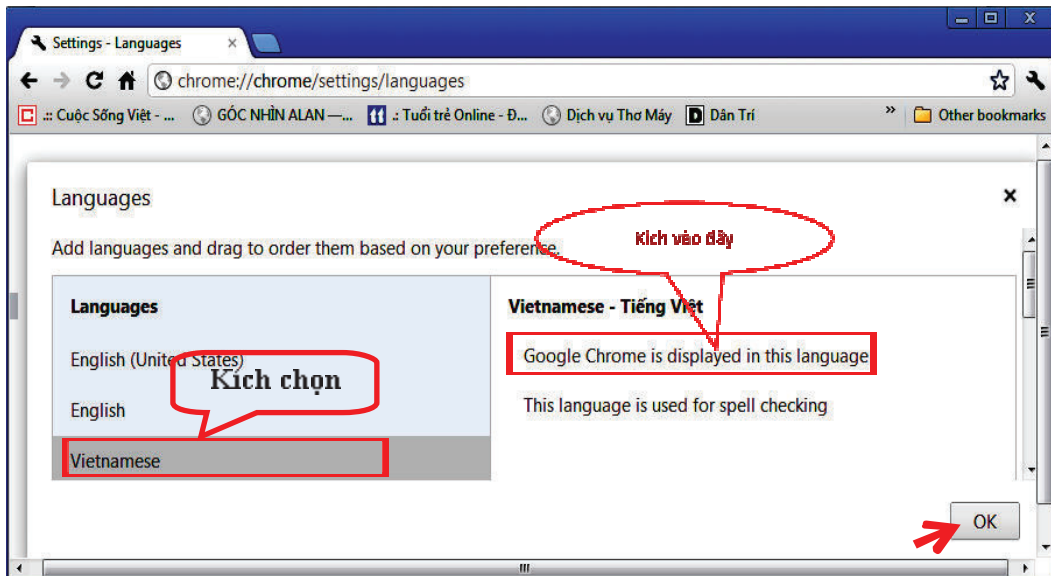 Settings - Languages
chrome://chrome/settings/languages
.:: Cuộc Sống Việt - ... GÓC NHÌN ALAN —... .: Tuổi trẻ Online - Đ... Dịch vụ Thơ Máy Dân Trí » Other bookmarks
Languages
Add languages and drag to order them based on your preference.
Kích vào đây
Languages
Vietnamese - Tiếng Việt
English (United States)
Google Chrome is displayed in this language
Kích chọn
English
This language is used for spell checking
Vietnamese
OK